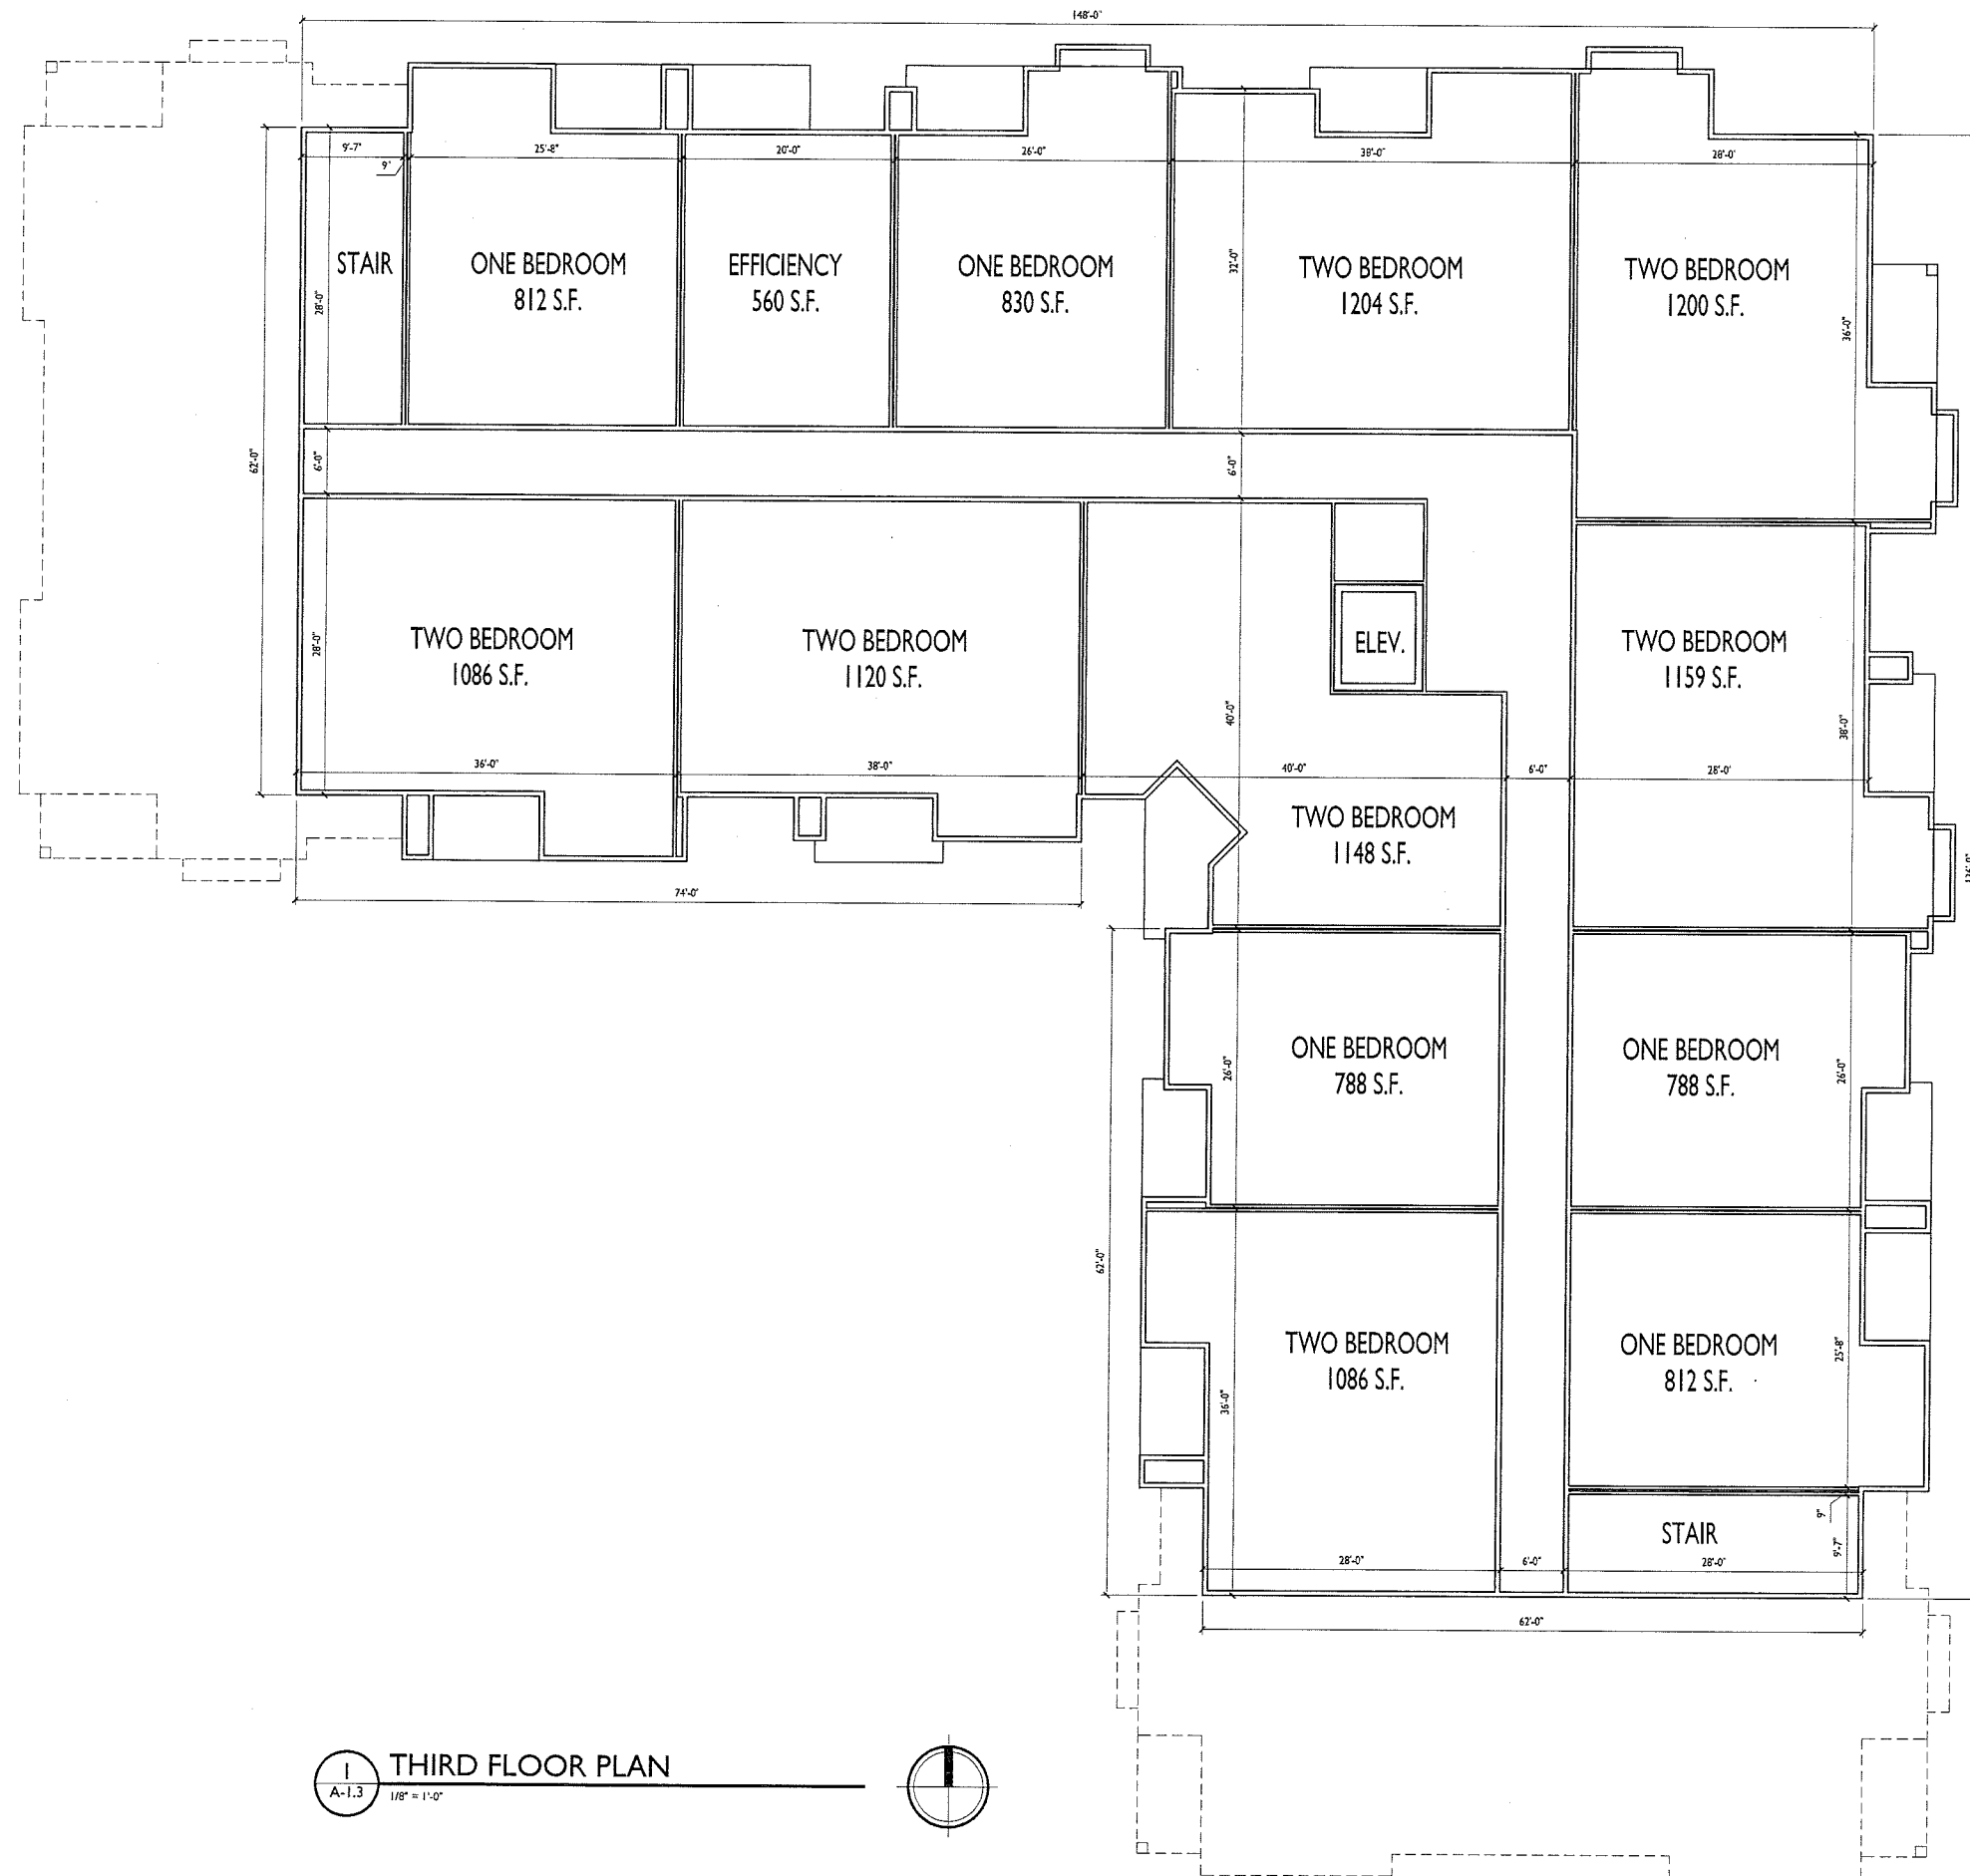 148'-0"
9'-7"
9"
25'-8"
20'-0"
26'-0"
38'-0"
28'-0"
STAIR
28'-0"
ONE BEDROOM
812 S.F.
EFFICIENCY
560 S.F.
ONE BEDROOM
830 S.F.
32'-0"
TWO BEDROOM
1204 S.F.
TWO BEDROOM
1200 S.F.
36'-0"
62'-0"
6'-0"
6'-0"
28'-0"
TWO BEDROOM
1086 S.F.
TWO BEDROOM
1120 S.F.
ELEV.
TWO BEDROOM
1159 S.F.
40'-0"
38'-0"
36'-0"
38'-0"
40'-0"
6'-0"
28'-0"
TWO BEDROOM
1148 S.F.
74'-0"
ONE BEDROOM
788 S.F.
26'-0"
ONE BEDROOM
788 S.F.
26'-0"
62'-0"
TWO BEDROOM
1086 S.F.
36'-0"
ONE BEDROOM
812 S.F.
25'-8"
9"
STAIR
9'-7"
28'-0"
6'-0"
28'-0"
62'-0"
1
A-1.3
THIRD FLOOR PLAN
1/8" = 1'-0"